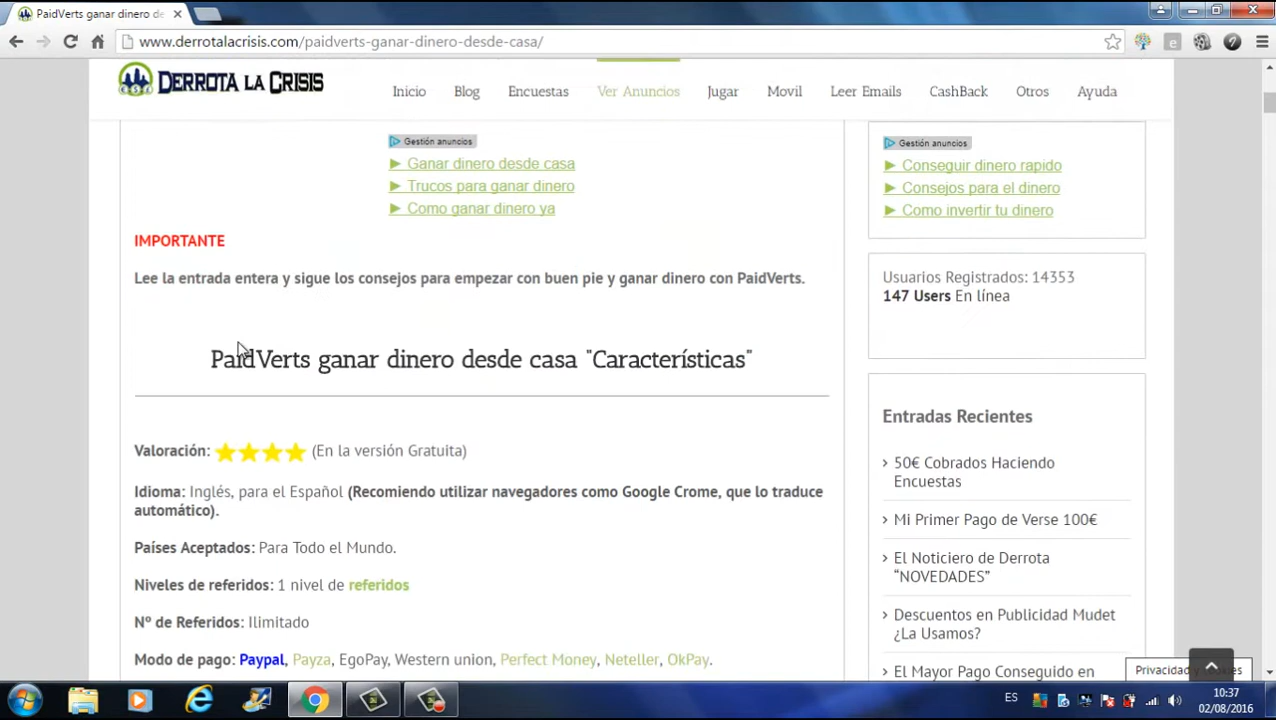 PaidVerts ganar dinero de
www.derrotalacrisis.com/paidverts-ganar-dinero-desde-casa/
DERROTA LA CRISIS
Inicio Blog Encuestas Ver Anuncios Jugar Movil Leer Emails CashBack Otros Ayuda
Gestión anuncios
► Ganar dinero desde casa
► Trucos para ganar dinero
► Como ganar dinero ya
IMPORTANTE
Lee la entrada entera y sigue los consejos para empezar con buen pie y ganar dinero con PaidVerts.
PaidVerts ganar dinero desde casa "Características"
Valoración: (En la versión Gratuita)
Idioma: Inglés, para el Español (Recomiendo utilizar navegadores como Google Crome, que lo traduce
automático).
Países Aceptados: Para Todo el Mundo.
Niveles de referidos: 1 nivel de referidos
Nº de Referidos: Ilimitado
Modo de pago: Paypal, Payza, EgoPay, Western union, Perfect Money, Neteller, OkPay.
Gestión anuncios
► Conseguir dinero rapido
► Consejos para el dinero
► Como invertir tu dinero
Usuarios Registrados: 14353
147 Users En línea
Entradas Recientes
50€ Cobrados Haciendo
Encuestas
Mi Primer Pago de Verse 100€
El Noticiero de Derrota
“NOVEDADES”
Descuentos en Publicidad Mudet
¿La Usamos?
El Mayor Pago Conseguido en
Privacidad y Cookies
ES
10:37
02/08/2016